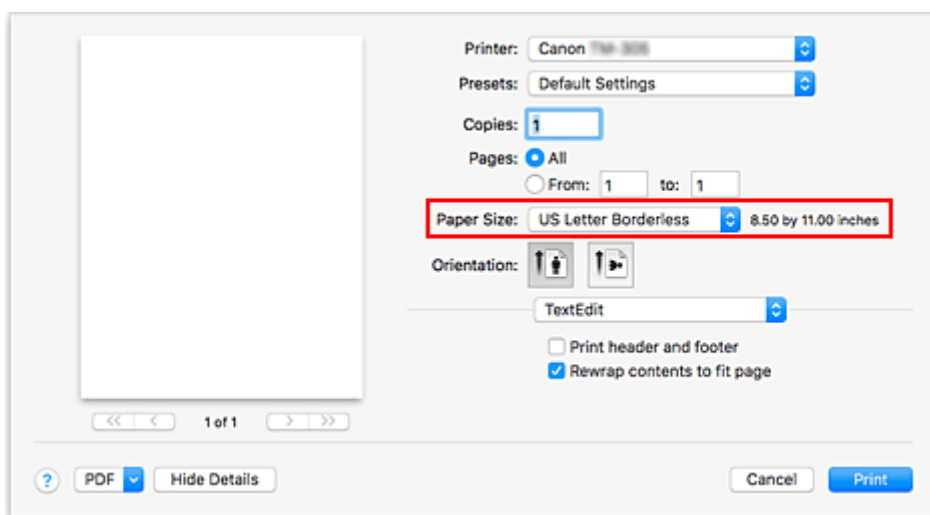 Printer: Canon
Presets: Default Settings
Copies: 1
Pages: All
From: 1 to: 1
Paper Size: US Letter Borderless 8.50 by 11.00 inches
Orientation:
TextEdit
Print header and footer
Rewrap contents to fit page
<< < 1 of 1 > >>
? PDF Hide Details Cancel Print